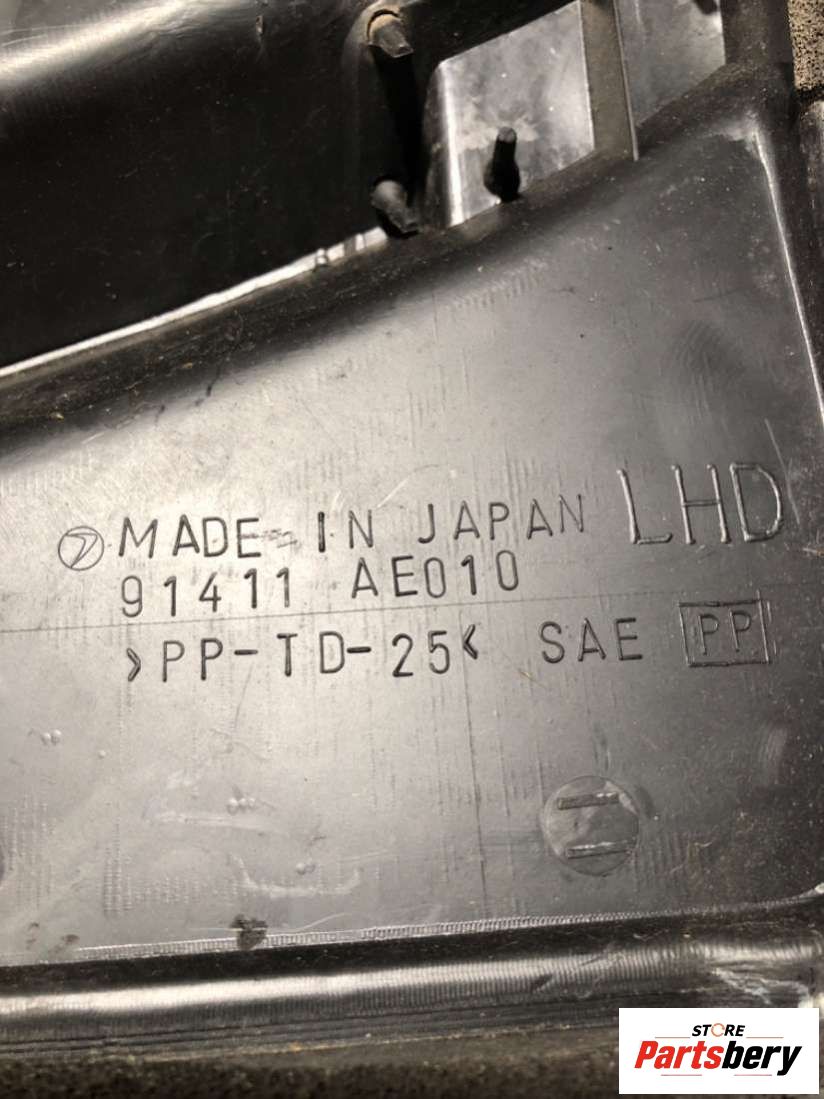 MADE IN JAPAN LHD
91411 AE010
>PP-TD-25< SAE PP
STORE
Partsbery